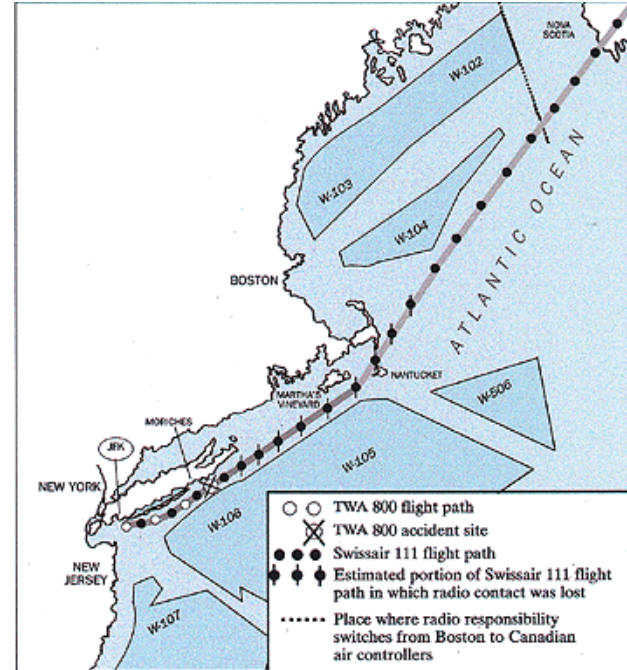 NOVA
SCOTIA
W-102
W-103
W-104
ATLANTIC OCEAN
BOSTON
NANTUCKET
MARTHA'S
VINEYARD
W-506
MORICHES
JFK
W-105
NEW YORK
W-106
NEW
JERSEY
W-107
TWA 800 flight path
TWA 800 accident site
Swissair 111 flight path
Estimated portion of Swissair 111 flight
path in which radio contact was lost
Place where radio responsibility
switches from Boston to Canadian
air controllers